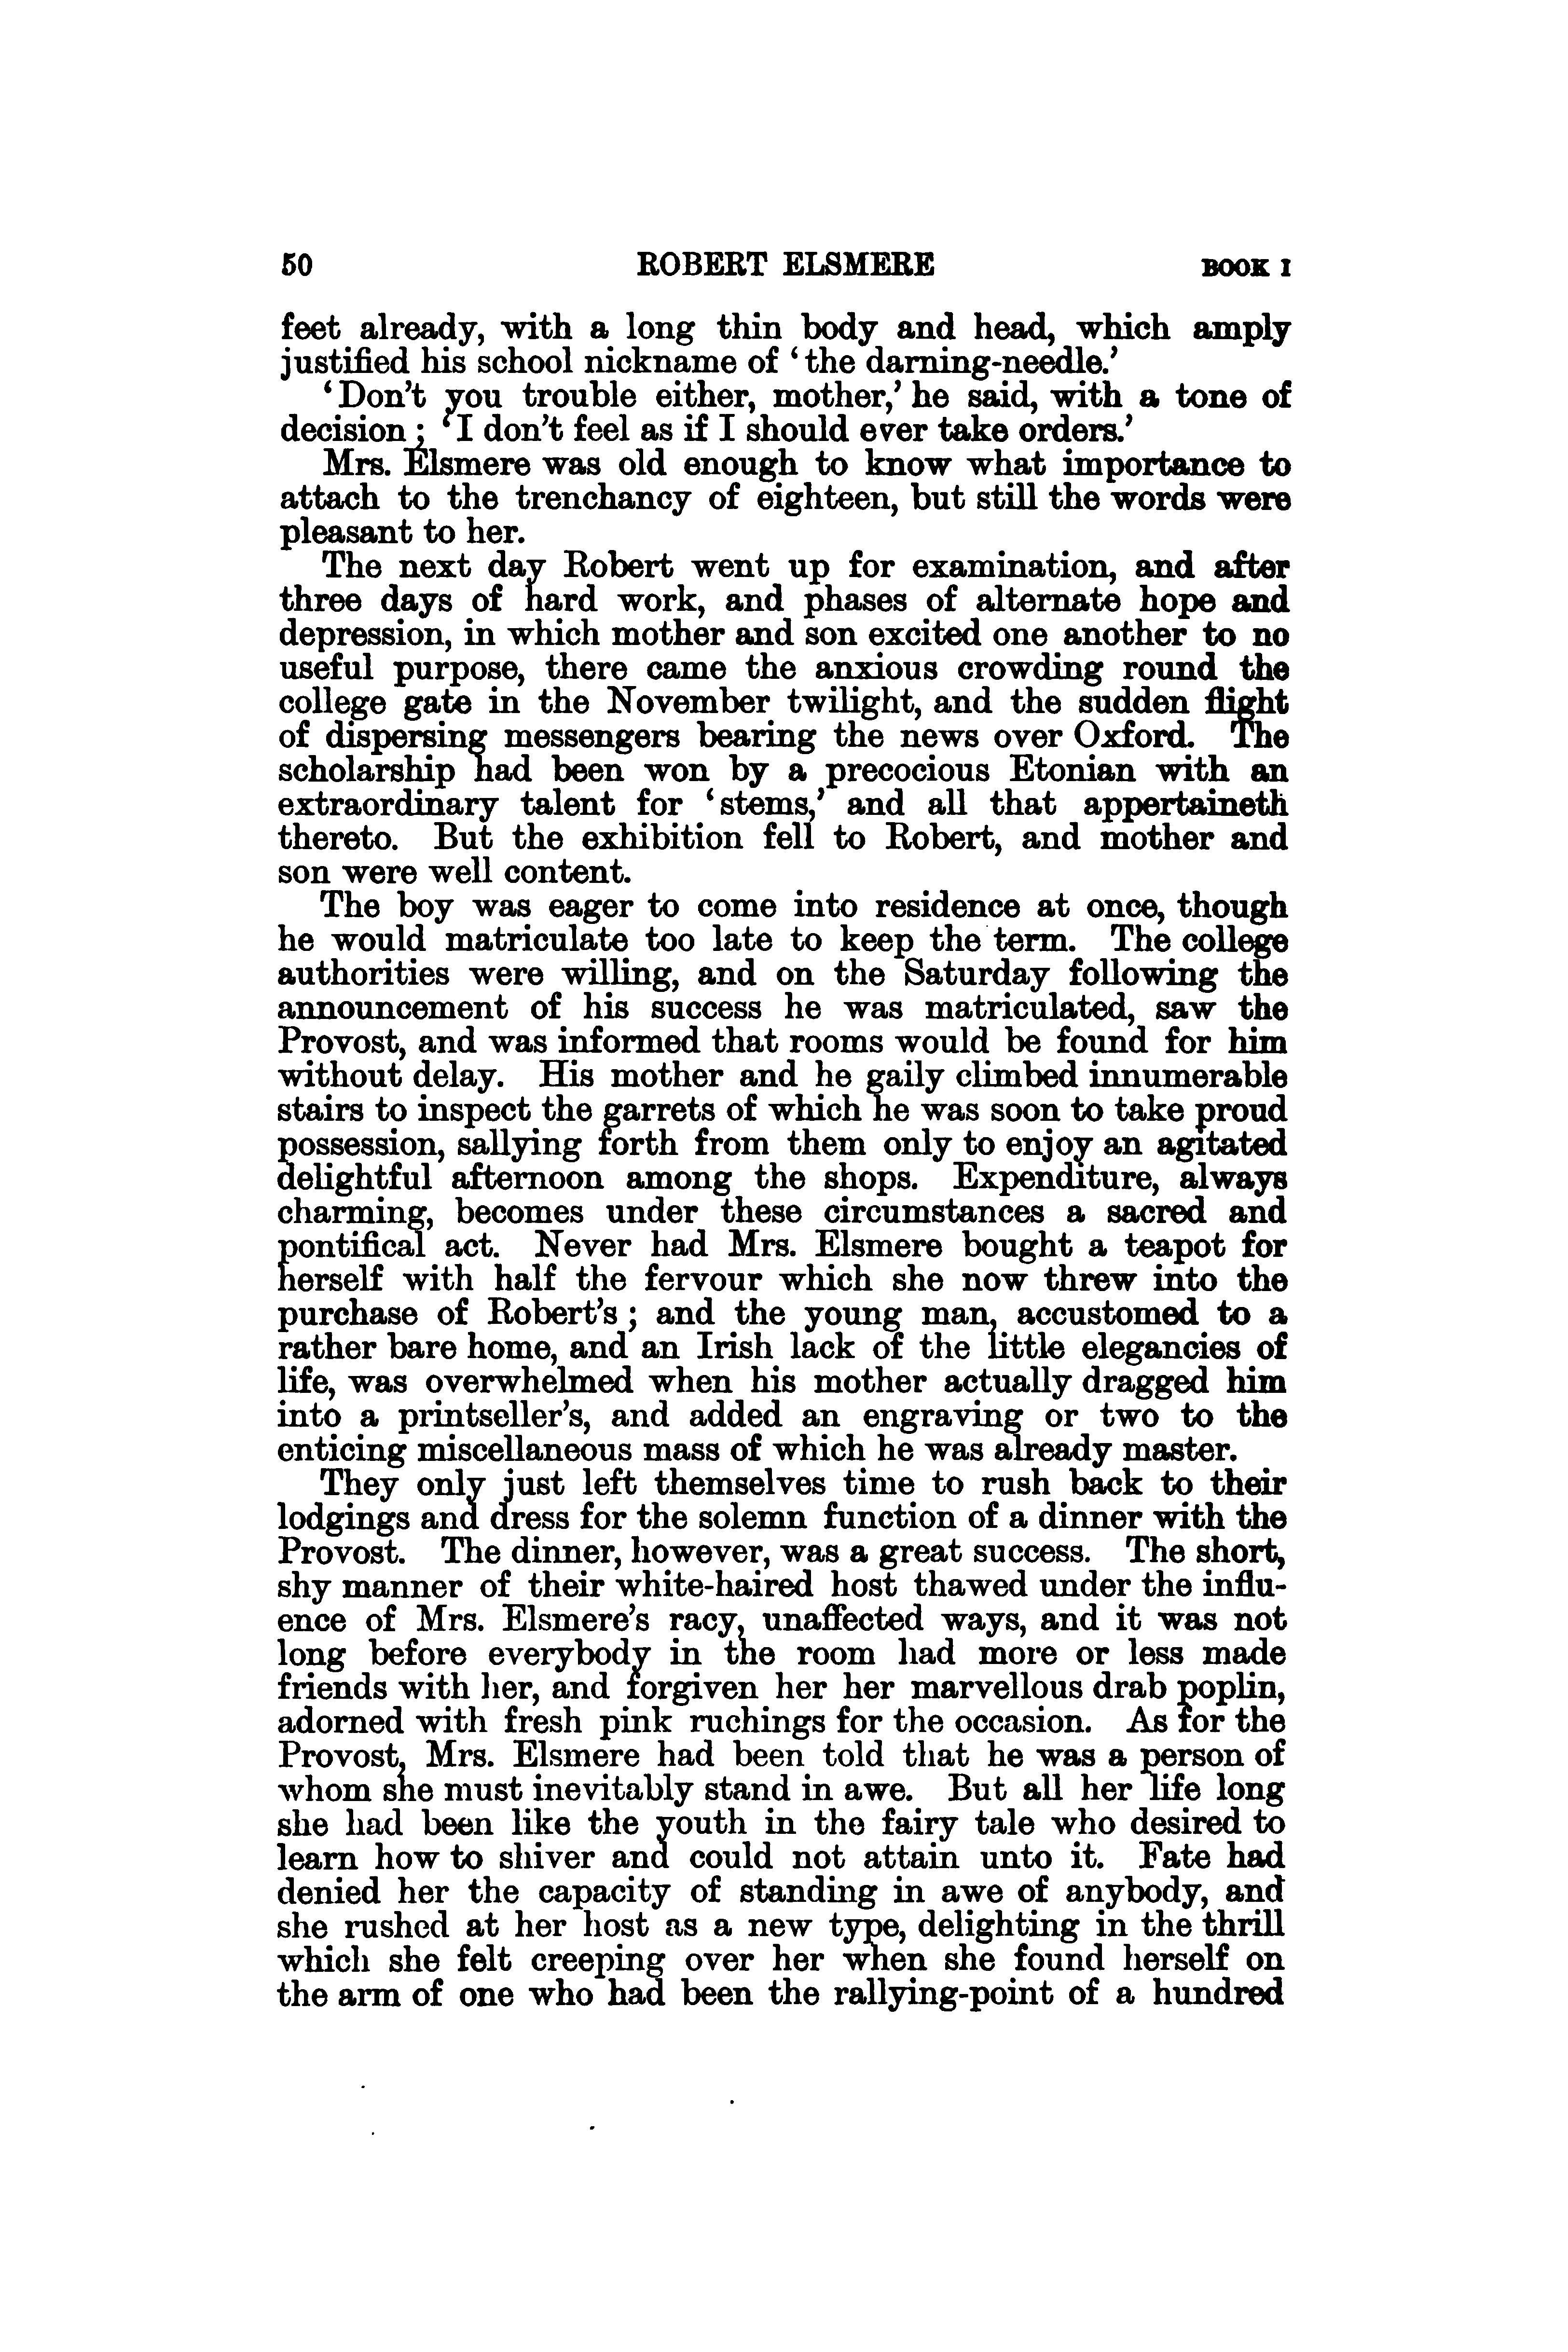 50 ROBERT ELSMERE BOOK I
feet already, with a long thin body and head, which amply
justified his school nickname of ‘the darning-needle.’
‘Don’t you trouble either, mother,’ he said, with a tone of
decision; ‘I don’t feel as if I should ever take orders.’
Mrs. Elsmere was old enough to know what importance to
attach to the trenchancy of eighteen, but still the words were
pleasant to her.
The next day Robert went up for examination, and after
three days of hard work, and phases of alternate hope and
depression, in which mother and son excited one another to no
useful purpose, there came the anxious crowding round the
college gate in the November twilight, and the sudden flight
of dispersing messengers bearing the news over Oxford. The
scholarship had been won by a precocious Etonian with an
extraordinary talent for ‘stems,’ and all that appertaineth
thereto. But the exhibition fell to Robert, and mother and
son were well content.
The boy was eager to come into residence at once, though
he would matriculate too late to keep the term. The college
authorities were willing, and on the Saturday following the
announcement of his success he was matriculated, saw the
Provost, and was informed that rooms would be found for him
without delay. His mother and he gaily climbed innumerable
stairs to inspect the garrets of which he was soon to take proud
possession, sallying forth from them only to enjoy an agitated
delightful afternoon among the shops. Expenditure, always
charming, becomes under these circumstances a sacred and
pontifical act. Never had Mrs. Elsmere bought a teapot for
herself with half the fervour which she now threw into the
purchase of Robert’s; and the young man, accustomed to a
rather bare home, and an Irish lack of the little elegancies of
life, was overwhelmed when his mother actually dragged him
into a printseller’s, and added an engraving or two to the
enticing miscellaneous mass of which he was already master.
They only just left themselves time to rush back to their
lodgings and dress for the solemn function of a dinner with the
Provost. The dinner, however, was a great success. The short,
shy manner of their white-haired host thawed under the influ-
ence of Mrs. Elsmere’s racy, unaffected ways, and it was not
long before everybody in the room had more or less made
friends with her, and forgiven her her marvellous drab poplin,
adorned with fresh pink ruchings for the occasion. As for the
Provost, Mrs. Elsmere had been told that he was a person of
whom she must inevitably stand in awe. But all her life long
she had been like the youth in the fairy tale who desired to
learn how to shiver and could not attain unto it. Fate had
denied her the capacity of standing in awe of anybody, and
she rushed at her host as a new type, delighting in the thrill
which she felt creeping over her when she found herself on
the arm of one who had been the rallying-point of a hundred